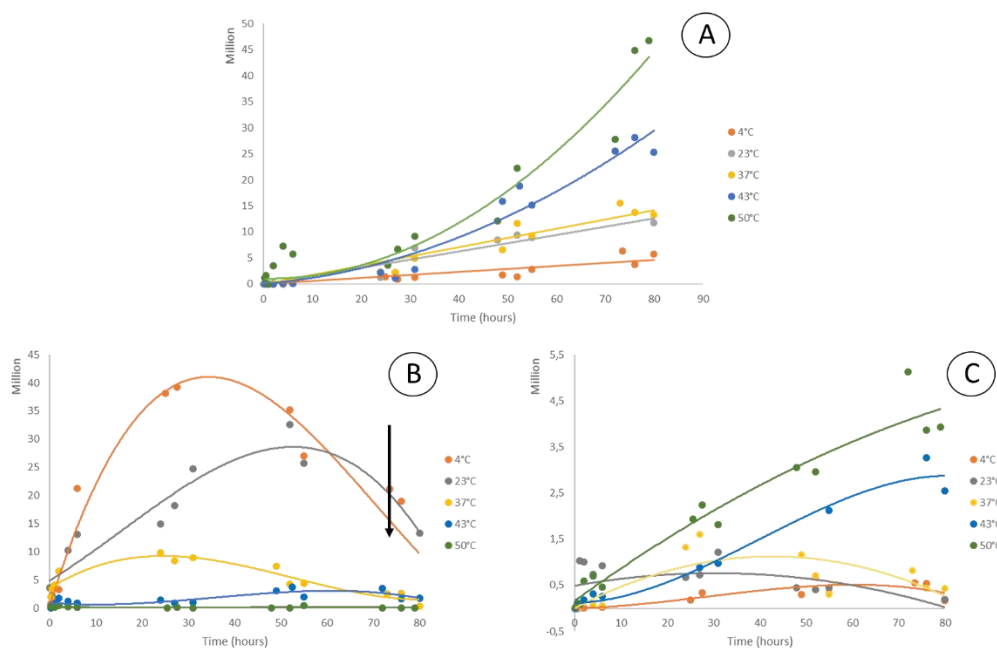 A
Million
50
45
40
35
30
25
20
15
10
5
0
0 10 20 30 40 50 60 70 80 90
Time (hours)
4°C
23°C
37°C
43°C
50°C
B
Million
45
40
35
30
25
20
15
10
5
0
0 10 20 30 40 50 60 70 80
Time (hours)
4°C
23°C
37°C
43°C
50°C
C
Million
5,5
4,5
3,5
2,5
1,5
0,5
-0,5
0 10 20 30 40 50 60 70 80
Time (hours)
4°C
23°C
37°C
43°C
50°C